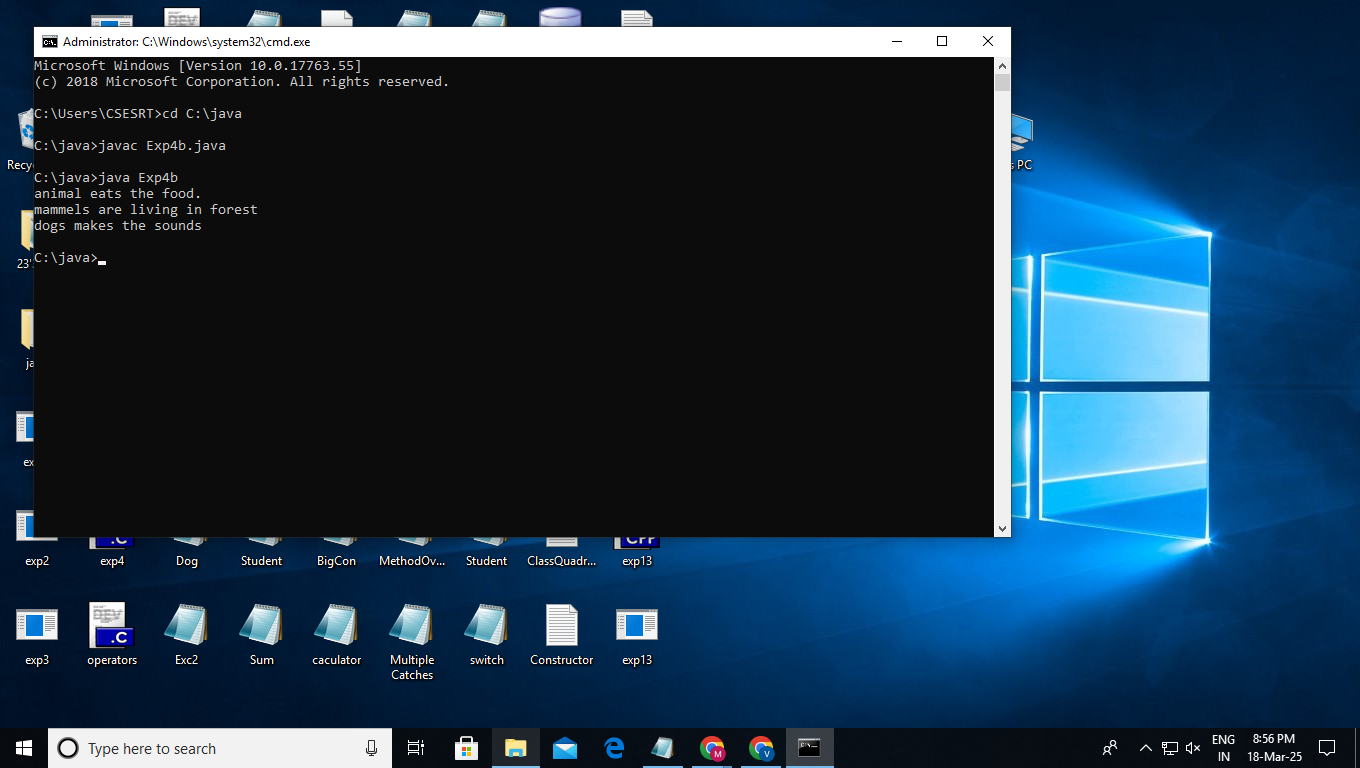 Administrator: C:\Windows\system32\cmd.exe
Microsoft Windows [Version 10.0.17763.55]
(c) 2018 Microsoft Corporation. All rights reserved.
C:\Users\CSESRT>cd C:\java
C:\java>javac Exp4b.java
C:\java>java Exp4b
animal eats the food.
mammels are living in forest
dogs makes the sounds
C:\java>
Recyc
s PC
23'
ja
ex
.C
CPP
exp2
exp4
Dog
Student
BigCon
MethodOv...
Student
ClassQuadr...
exp13
DEV
.C
exp3
operators
Exc2
Sum
caculator
Multiple
Catches
switch
Constructor
exp13
Type here to search
M
V
ENG
IN
8:56 PM
18-Mar-25